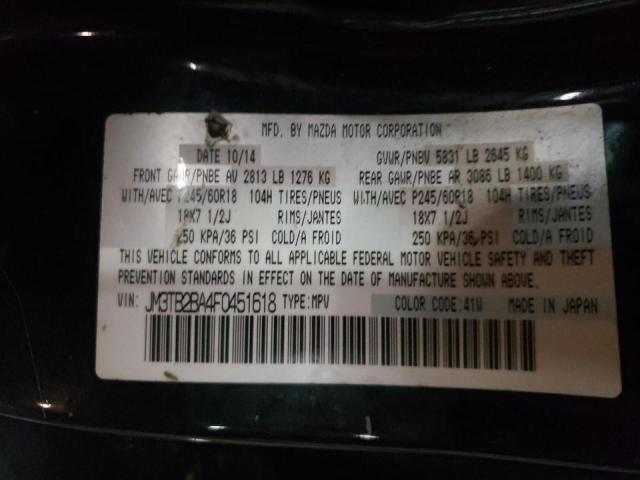 MFD. BY MAZDA MOTOR CORPORATION
DATE 10/14 GVWR/PNBV 5831 LB 2645 KG
FRONT GAWR/PNBE AV 2813 LB 1276 KG REAR GAWR/PNBE AR 3086 LB 1400 KG
WITH/AVEC P245/60R18 104H TIRES/PNEUS WITH/AVEC P245/60R18 104H TIRES/PNEUS
18X7 1/2J RIMS/JANTES 18X7 1/2J RIMS/JANTES
250 KPA/36 PSI COLD/A FROID 250 KPA/36 PSI COLD/A FROID
THIS VEHICLE CONFORMS TO ALL APPLICABLE FEDERAL MOTOR VEHICLE SAFETY AND THEFT
PREVENTION STANDARDS IN EFFECT ON THE DATE OF MANUFACTURE SHOWN ABOVE.
VIN: JM3TB2BA4F0451618 TYPE:MPV COLOR CODE:41W MADE IN JAPAN